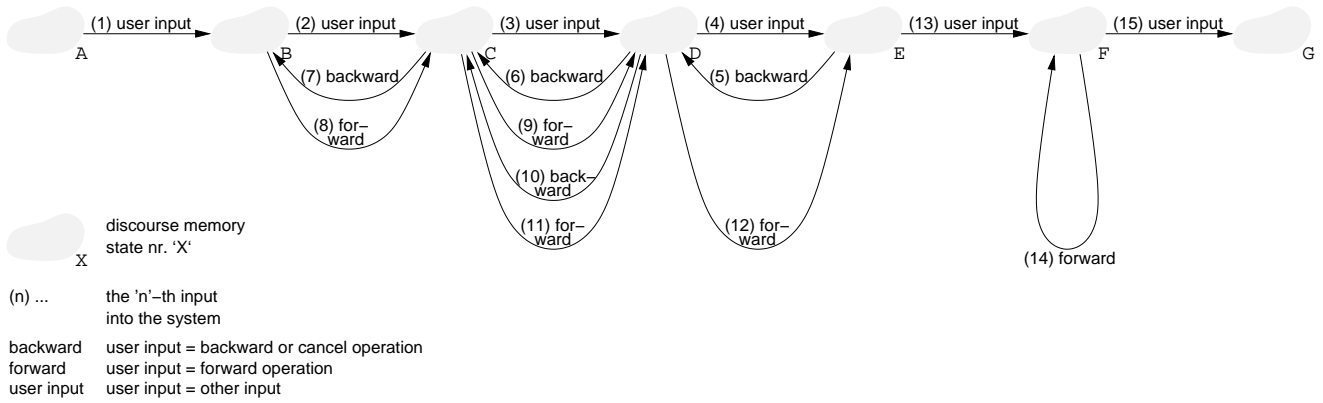 (1) user input
(2) user input
(3) user input
(4) user input
(13) user input
(15) user input
A
B
C
D
E
F
G
(7) backward
(6) backward
(5) backward
(8) for–
ward
(9) for–
ward
(10) back–
ward
(11) for–
ward
(12) for–
ward
(14) forward
X
discourse memory
state nr. ‘X‘
(n) ...
the ’n’–th input
into the system
backward user input = backward or cancel operation
forward user input = forward operation
user input user input = other input